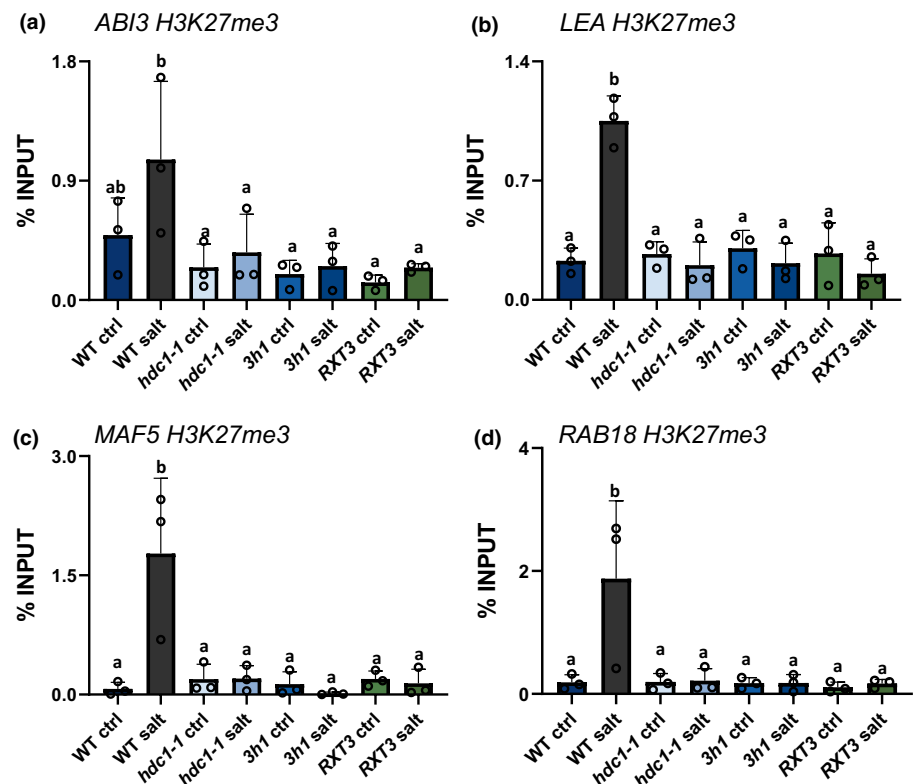 (a) ABI3 H3K27me3
% INPUT
1.8
0.9
0.0
ab
b
a
a
a
a
a
a
WT ctrl
WT salt
hdc1-1 ctrl
hdc1-1 salt
3h1 ctrl
3h1 salt
RXT3 ctrl
RXT3 salt
(b) LEA H3K27me3
% INPUT
1.4
0.7
0.0
a
b
a
a
a
a
a
a
WT ctrl
WT salt
hdc1-1 ctrl
hdc1-1 salt
3h1 ctrl
3h1 salt
RXT3 ctrl
RXT3 salt
(c) MAF5 H3K27me3
% INPUT
3.0
1.5
0.0
a
b
a
a
a
a
a
a
WT ctrl
WT salt
hdc1-1 ctrl
hdc1-1 salt
3h1 ctrl
3h1 salt
RXT3 ctrl
RXT3 salt
(d) RAB18 H3K27me3
% INPUT
4
2
0
a
b
a
a
a
a
a
a
WT ctrl
WT salt
hdc1-1 ctrl
hdc1-1 salt
3h1 ctrl
3h1 salt
RXT3 ctrl
RXT3 salt